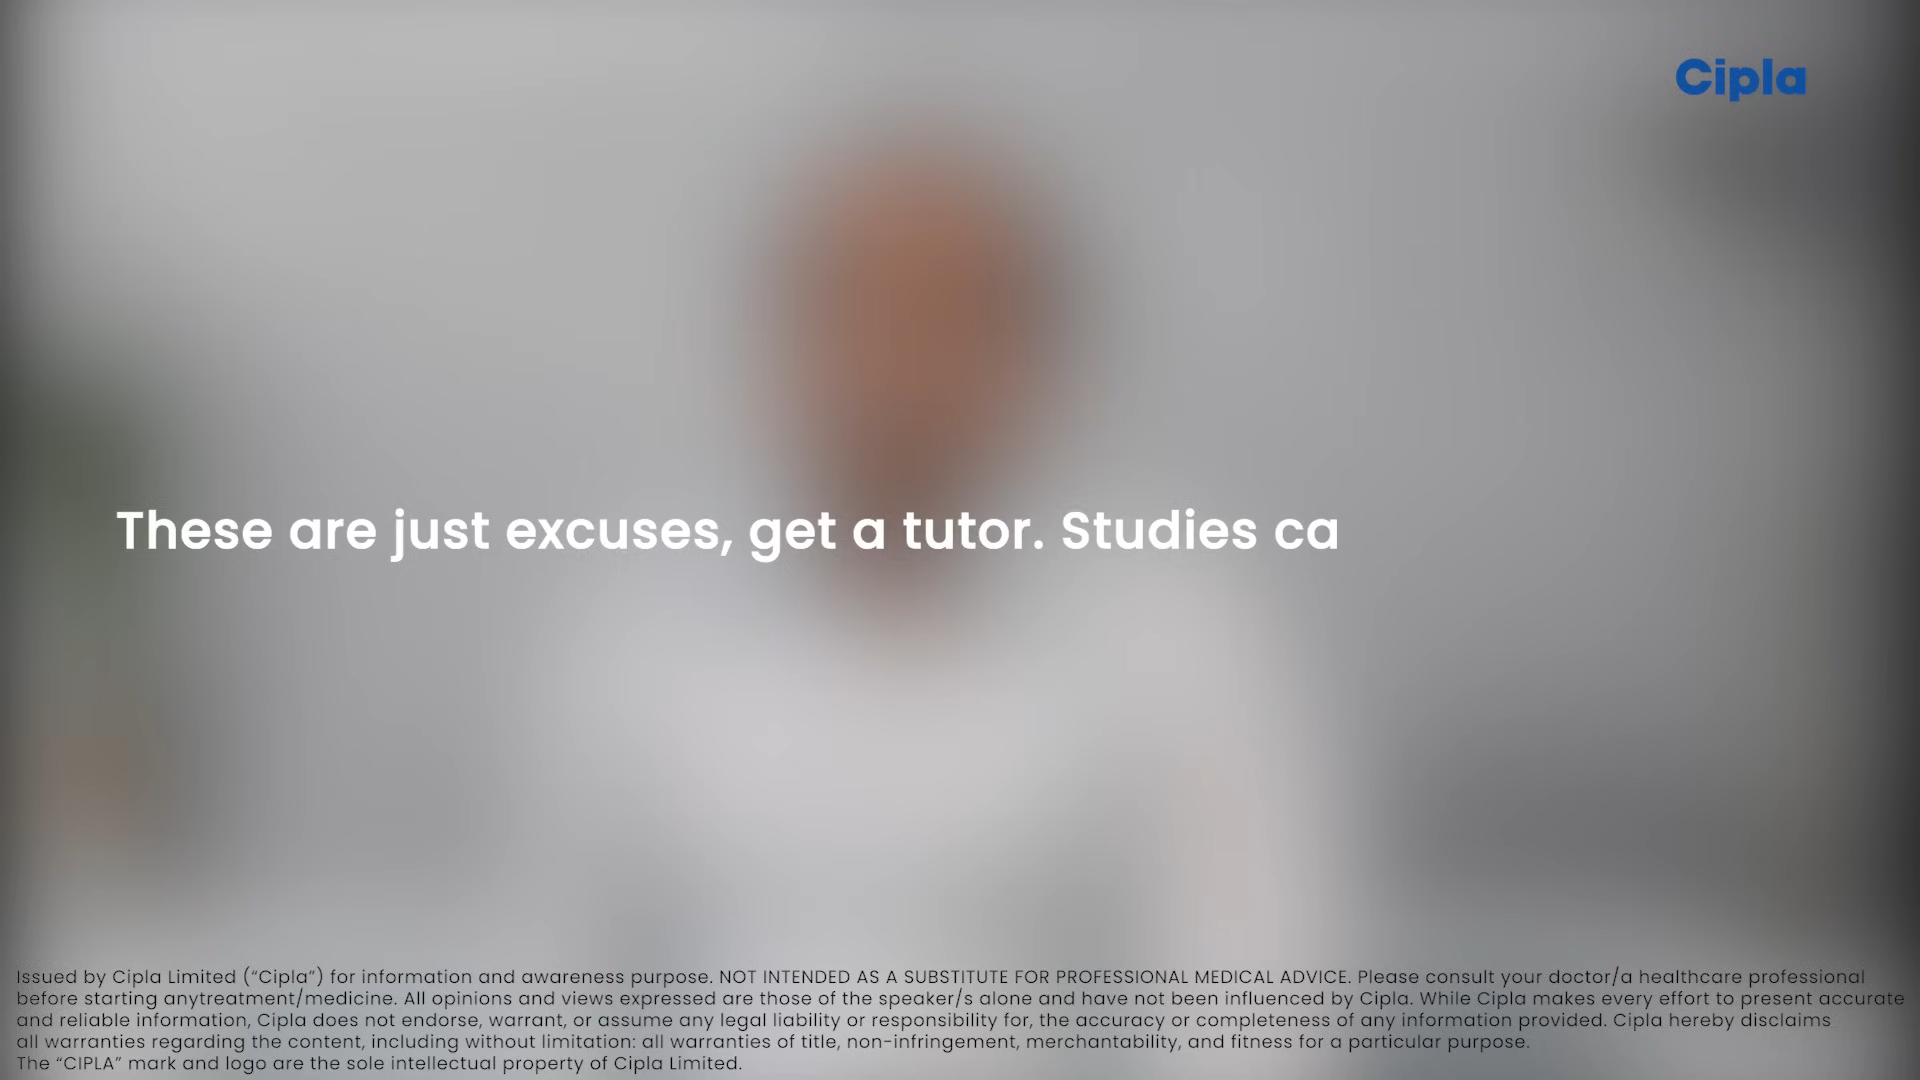 Cipla
These are just excuses, get a tutor. Studies ca
Issued by Cipla Limited (“Cipla”) for information and awareness purpose. NOT INTENDED AS A SUBSTITUTE FOR PROFESSIONAL MEDICAL ADVICE. Please consult your doctor/a healthcare professional
before starting anytreatment/medicine. All opinions and views expressed are those of the speaker/s alone and have not been influenced by Cipla. While Cipla makes every effort to present accurate
and reliable information, Cipla does not endorse, warrant, or assume any legal liability or responsibility for, the accuracy or completeness of any information provided. Cipla hereby disclaims
all warranties regarding the content, including without limitation: all warranties of title, non-infringement, merchantability, and fitness for a particular purpose.
The “CIPLA” mark and logo are the sole intellectual property of Cipla Limited.